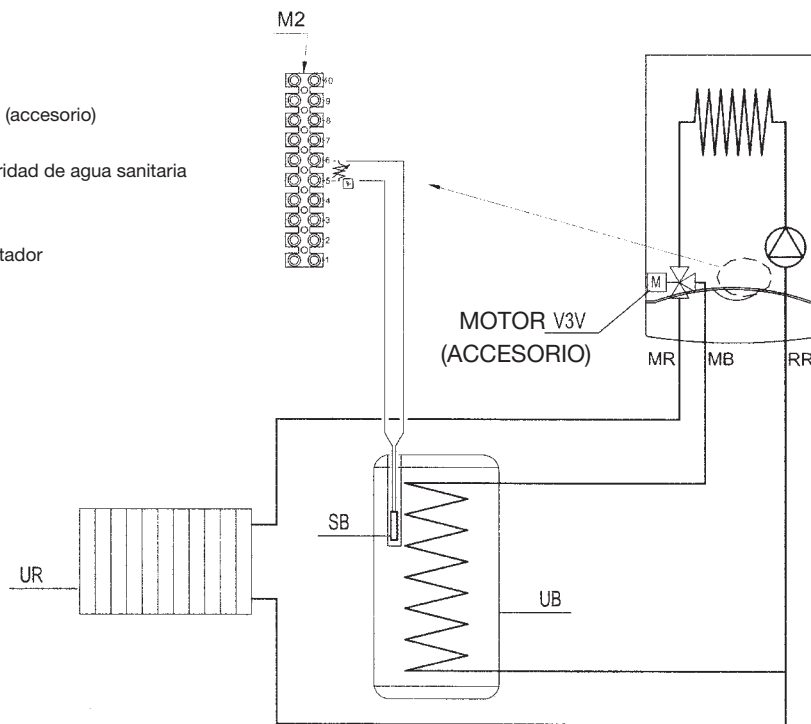 M2
(accesorio)
ridad de agua sanitaria
tador
10
9
8
7
6
5
4
3
2
1
M
MOTOR V3V
(ACCESORIO)
MR MB RR
SB
UR
UB